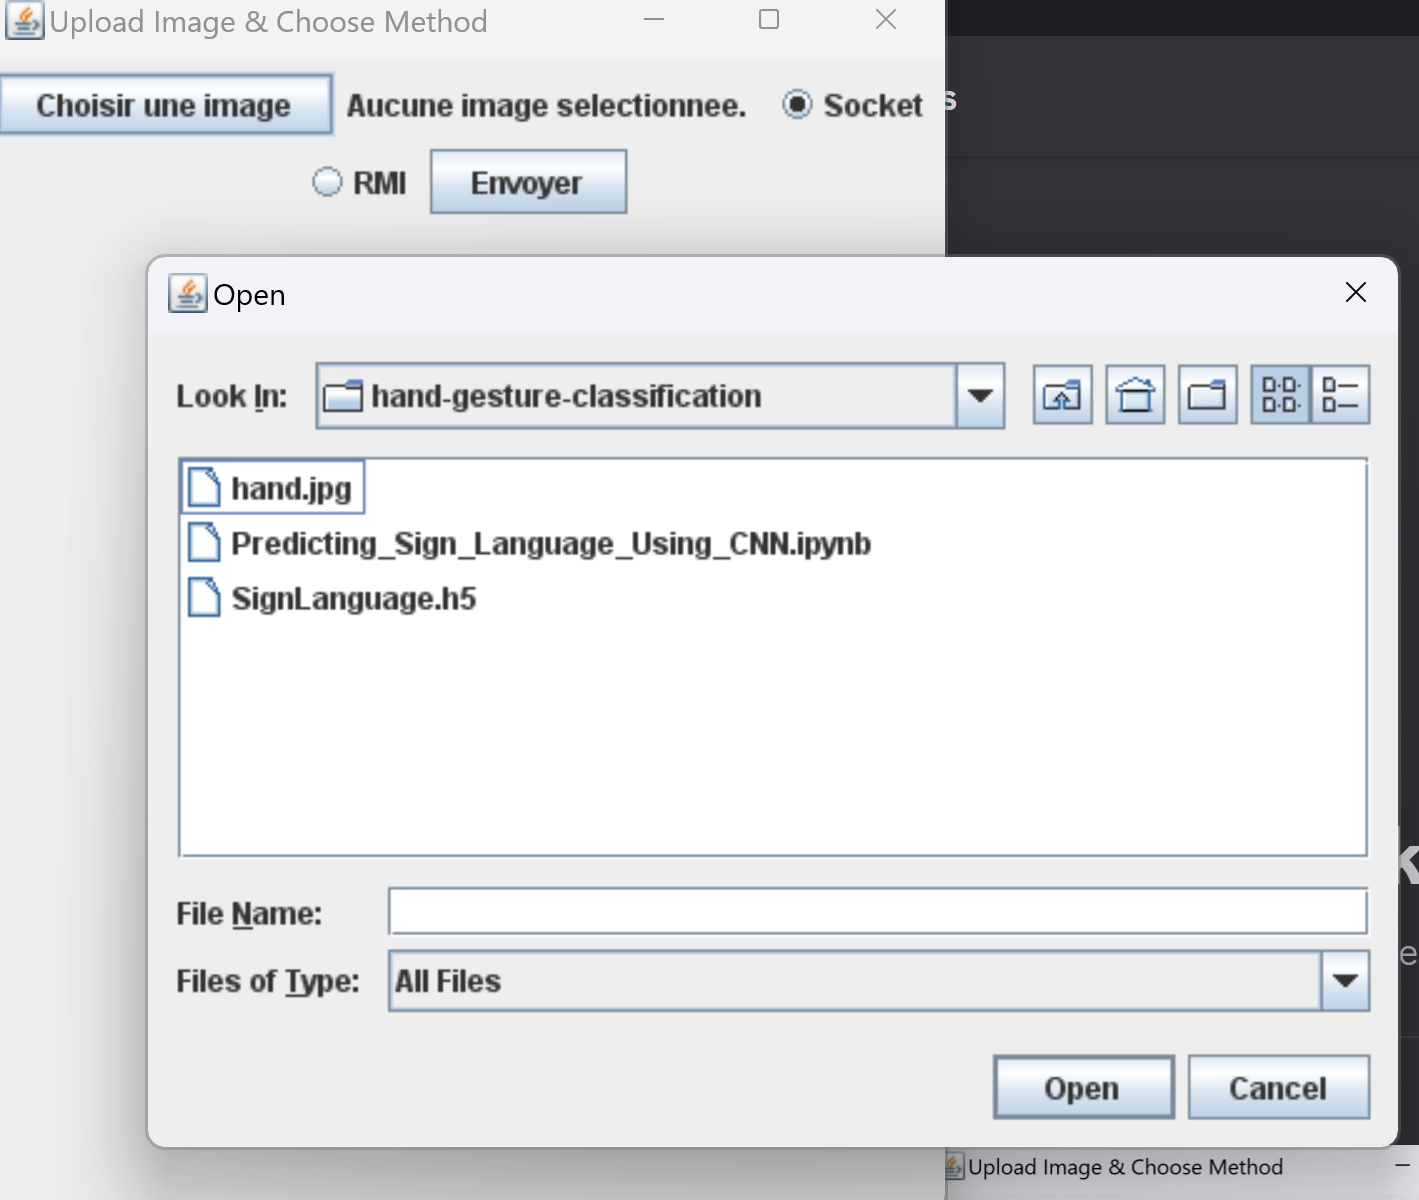 Upload Image & Choose Method
Choisir une image Aucune image selectionnee. Socket
s
RMI Envoyer
Open
Look In: hand-gesture-classification
hand.jpg
Predicting_Sign_Language_Using_CNN.ipynb
SignLanguage.h5
k
File Name:
e
Files of Type: All Files
Open Cancel
Upload Image & Choose Method